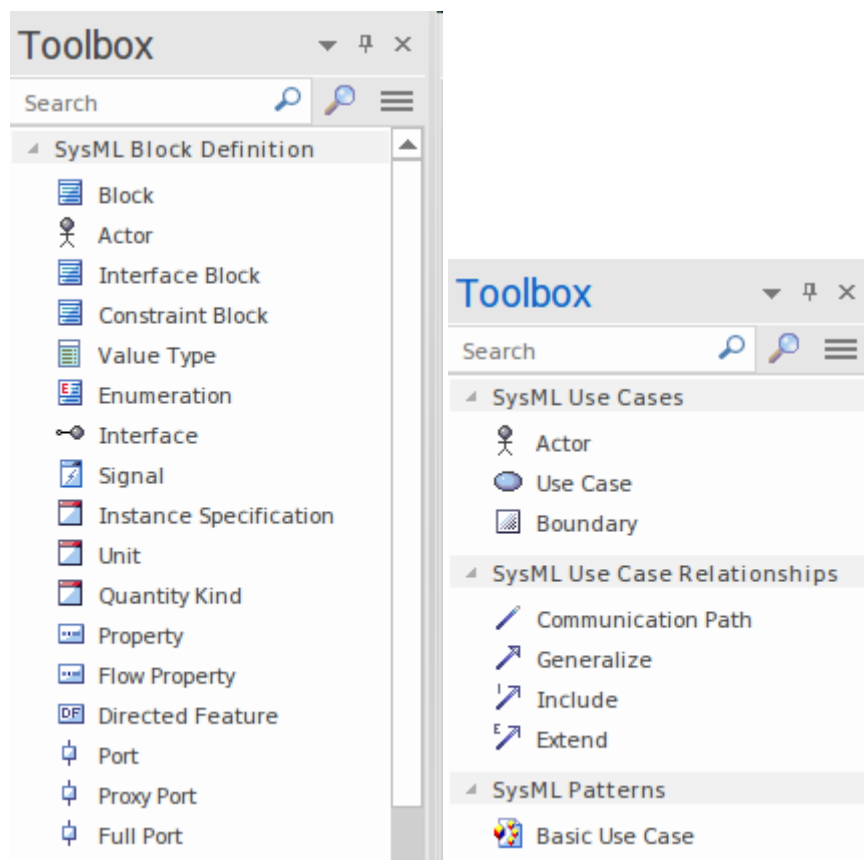 Toolbox
Search
SysML Block Definition
Block
Actor
Interface Block
Constraint Block
Value Type
Enumeration
Interface
Signal
Instance Specification
Unit
Quantity Kind
Property
Flow Property
Directed Feature
Port
Proxy Port
Full Port
Toolbox
Search
SysML Use Cases
Actor
Use Case
Boundary
SysML Use Case Relationships
Communication Path
Generalize
Include
Extend
SysML Patterns
Basic Use Case